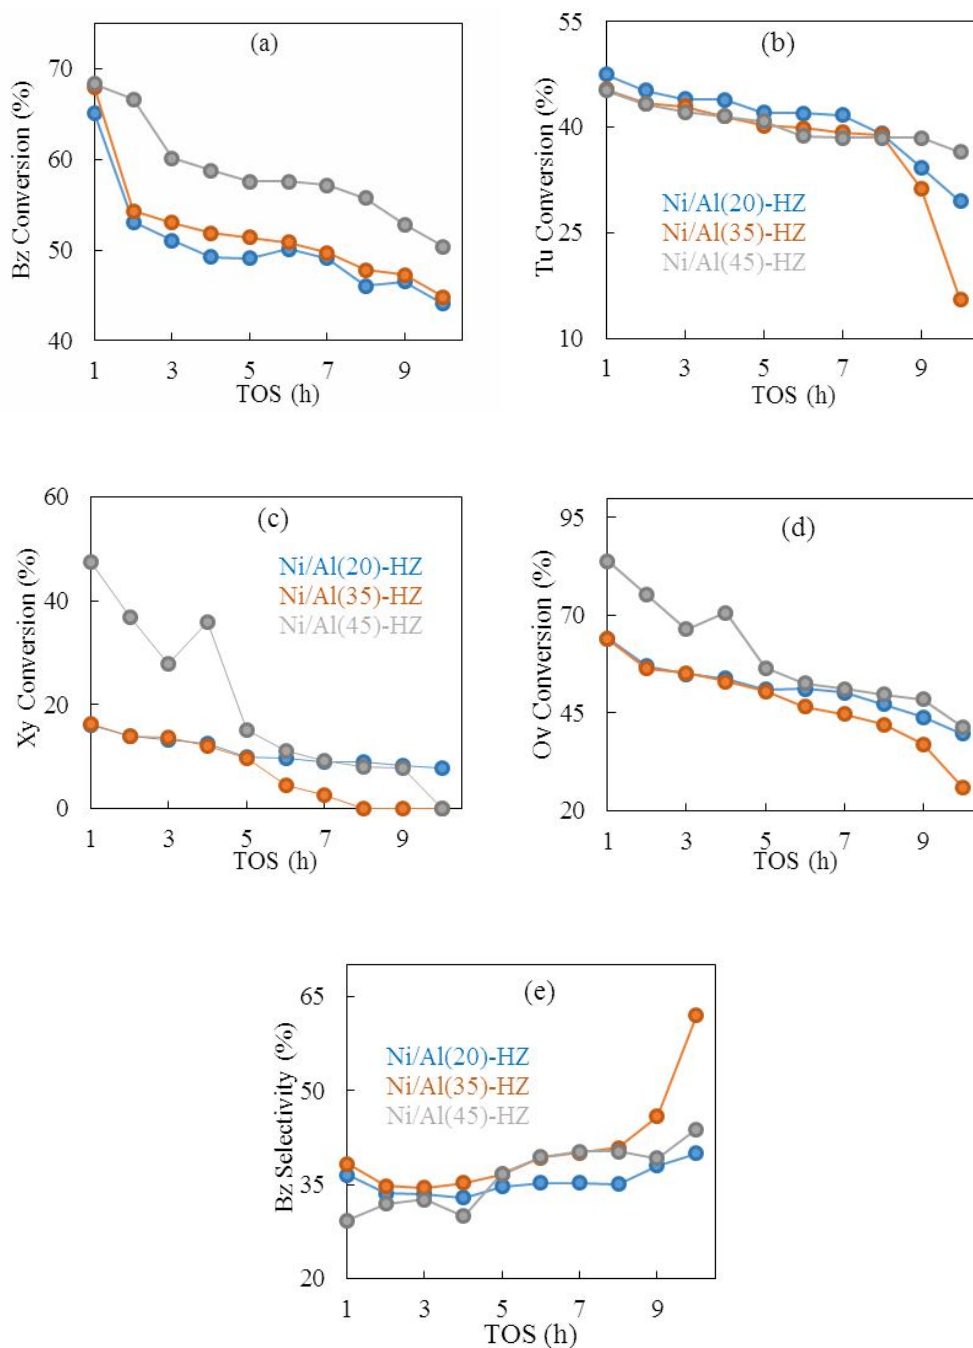 (a)
Bz Conversion (%)
70
60
50
40
1 3 5 7 9
TOS (h)
(b)
Tu Conversion (%)
55
40
25
10
Ni/Al(20)-HZ
Ni/Al(35)-HZ
Ni/Al(45)-HZ
1 3 5 7 9
TOS (h)
(c)
Xy Conversion (%)
60
40
20
0
Ni/Al(20)-HZ
Ni/Al(35)-HZ
Ni/Al(45)-HZ
1 3 5 7 9
TOS (h)
(d)
Ov Conversion (%)
95
70
45
20
1 3 5 7 9
TOS (h)
(e)
Bz Selectivity (%)
65
50
35
20
Ni/Al(20)-HZ
Ni/Al(35)-HZ
Ni/Al(45)-HZ
1 3 5 7 9
TOS (h)